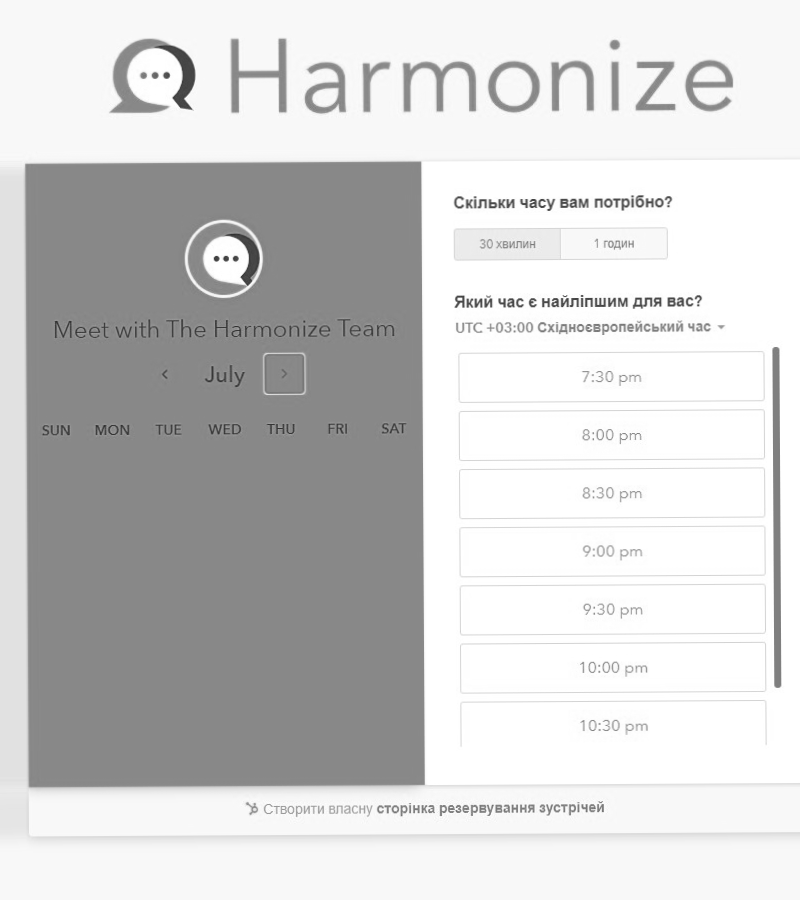 Harmonize
Meet with The Harmonize Team
July
SUN MON TUE WED THU FRI SAT
Скільки часу вам потрібно?
30 хвилин 1 годин
Який час є найліпшим для вас?
UTC +03:00 Східноєвропейський час
7:30 pm
8:00 pm
8:30 pm
9:00 pm
9:30 pm
10:00 pm
10:30 pm
Створити власну сторінка резервування зустрічей